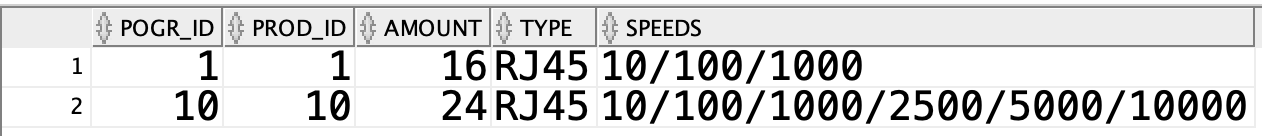 POGR_ID PROD_ID AMOUNT TYPE SPEEDS
1 1 1 16 RJ45 10/100/1000
2 10 10 24 RJ45 10/100/1000/2500/5000/10000